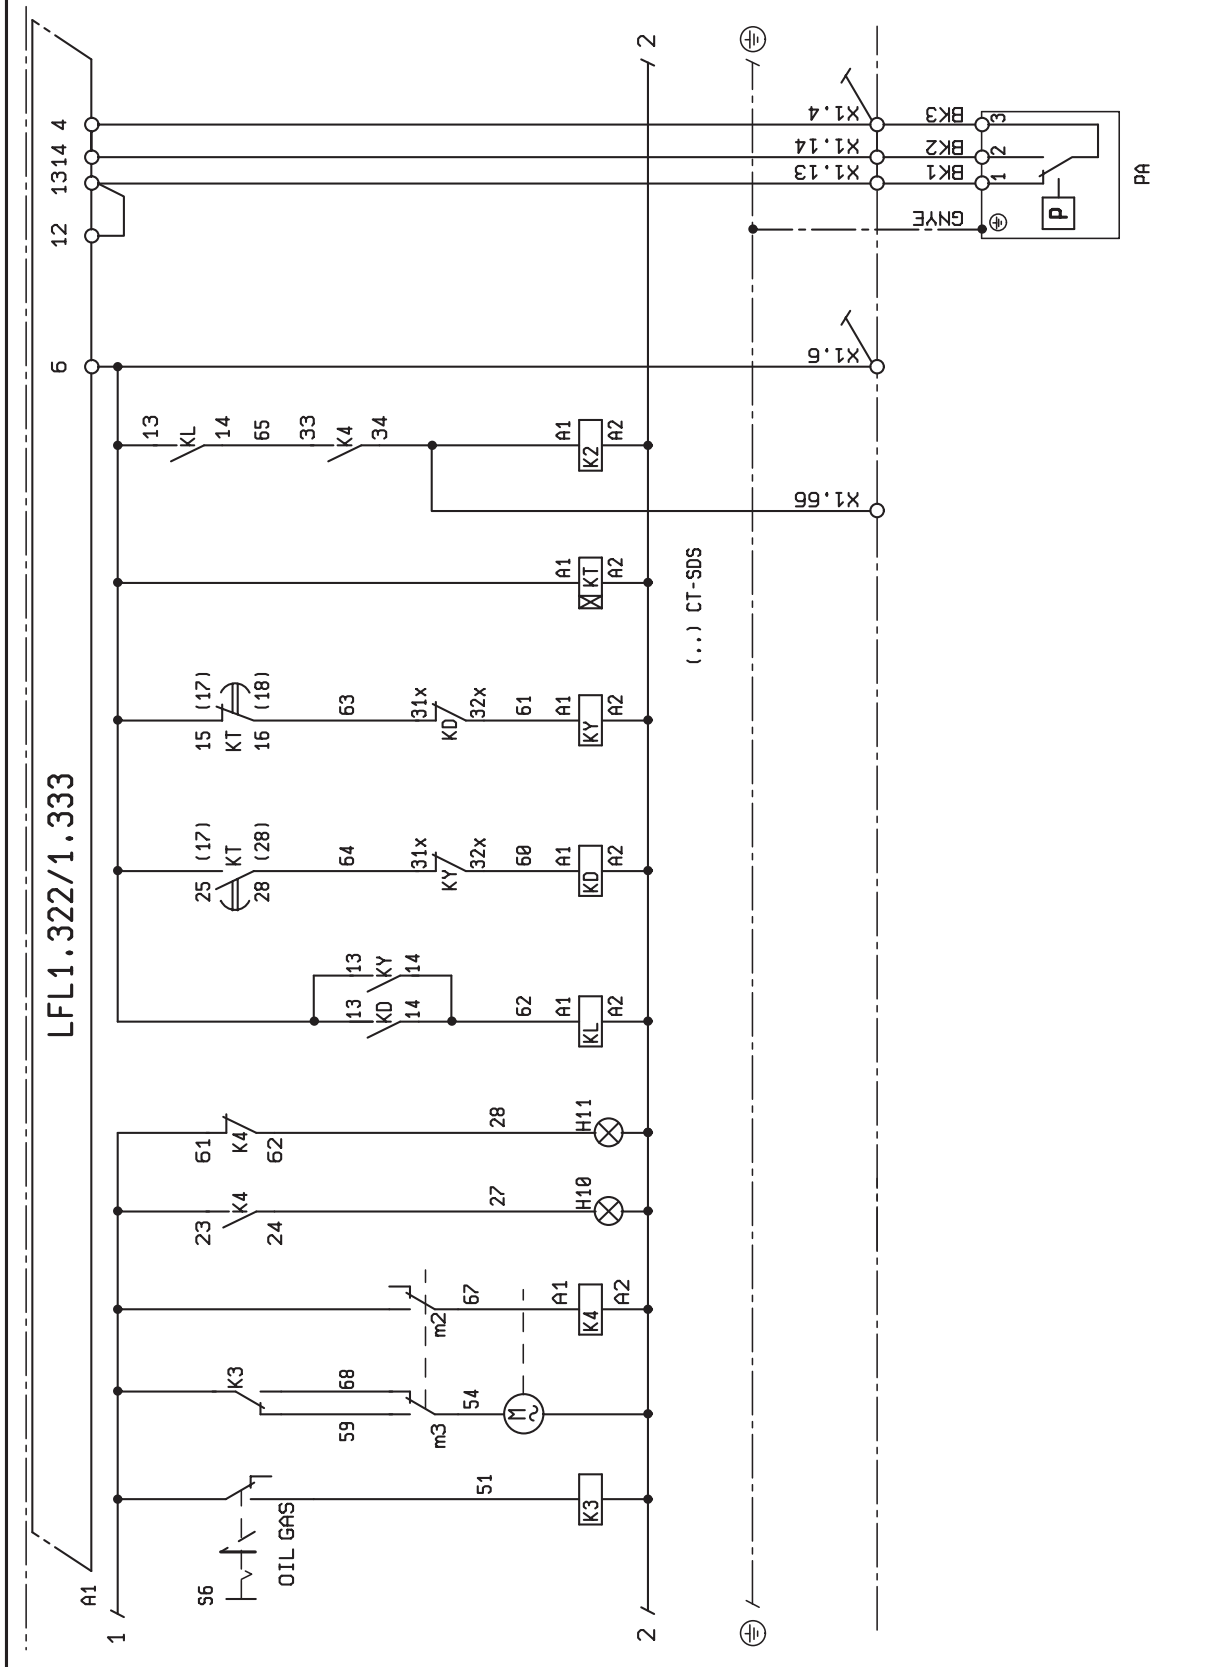 LFL1.322/1.333
A1
1
2
S6
OIL GAS
51
K3
K3
59
68
m3
54
M
m2
67
A1
K4
A2
23
K4
24
27
H10
61
K4
62
28
H11
13
KD
14
13
KY
14
62
A1
KL
A2
25
(17)
KT
28
(28)
64
31x
KY
32x
60
A1
KD
A2
15
(17)
KT
16
(18)
63
31x
KD
32x
61
A1
KY
A2
A1
KT
A2
(..) CT-SDS
13
KL
14
65
33
K4
34
A1
K2
A2
X1.66
6
X1.6
12
13
14
4
X1.13
X1.14
X1.4
BK1
BK2
BK3
GNYE
1
2
3
P
PA
2